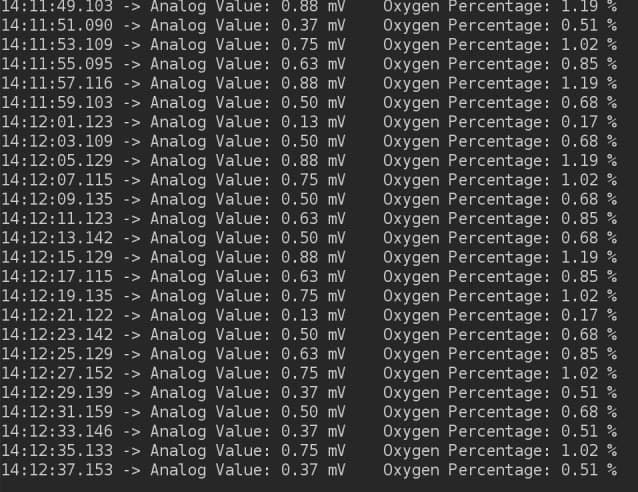 14:11:49.103 -> Analog Value: 0.88 mV    Oxygen Percentage: 1.19 %
14:11:51.090 -> Analog Value: 0.37 mV    Oxygen Percentage: 0.51 %
14:11:53.109 -> Analog Value: 0.75 mV    Oxygen Percentage: 1.02 %
14:11:55.095 -> Analog Value: 0.63 mV    Oxygen Percentage: 0.85 %
14:11:57.116 -> Analog Value: 0.88 mV    Oxygen Percentage: 1.19 %
14:11:59.103 -> Analog Value: 0.50 mV    Oxygen Percentage: 0.68 %
14:12:01.123 -> Analog Value: 0.13 mV    Oxygen Percentage: 0.17 %
14:12:03.109 -> Analog Value: 0.50 mV    Oxygen Percentage: 0.68 %
14:12:05.129 -> Analog Value: 0.88 mV    Oxygen Percentage: 1.19 %
14:12:07.115 -> Analog Value: 0.75 mV    Oxygen Percentage: 1.02 %
14:12:09.135 -> Analog Value: 0.50 mV    Oxygen Percentage: 0.68 %
14:12:11.123 -> Analog Value: 0.63 mV    Oxygen Percentage: 0.85 %
14:12:13.142 -> Analog Value: 0.50 mV    Oxygen Percentage: 0.68 %
14:12:15.129 -> Analog Value: 0.88 mV    Oxygen Percentage: 1.19 %
14:12:17.115 -> Analog Value: 0.63 mV    Oxygen Percentage: 0.85 %
14:12:19.135 -> Analog Value: 0.75 mV    Oxygen Percentage: 1.02 %
14:12:21.122 -> Analog Value: 0.13 mV    Oxygen Percentage: 0.17 %
14:12:23.142 -> Analog Value: 0.50 mV    Oxygen Percentage: 0.68 %
14:12:25.129 -> Analog Value: 0.63 mV    Oxygen Percentage: 0.85 %
14:12:27.152 -> Analog Value: 0.75 mV    Oxygen Percentage: 1.02 %
14:12:29.139 -> Analog Value: 0.37 mV    Oxygen Percentage: 0.51 %
14:12:31.159 -> Analog Value: 0.50 mV    Oxygen Percentage: 0.68 %
14:12:33.146 -> Analog Value: 0.37 mV    Oxygen Percentage: 0.51 %
14:12:35.133 -> Analog Value: 0.75 mV    Oxygen Percentage: 1.02 %
14:12:37.153 -> Analog Value: 0.37 mV    Oxygen Percentage: 0.51 %